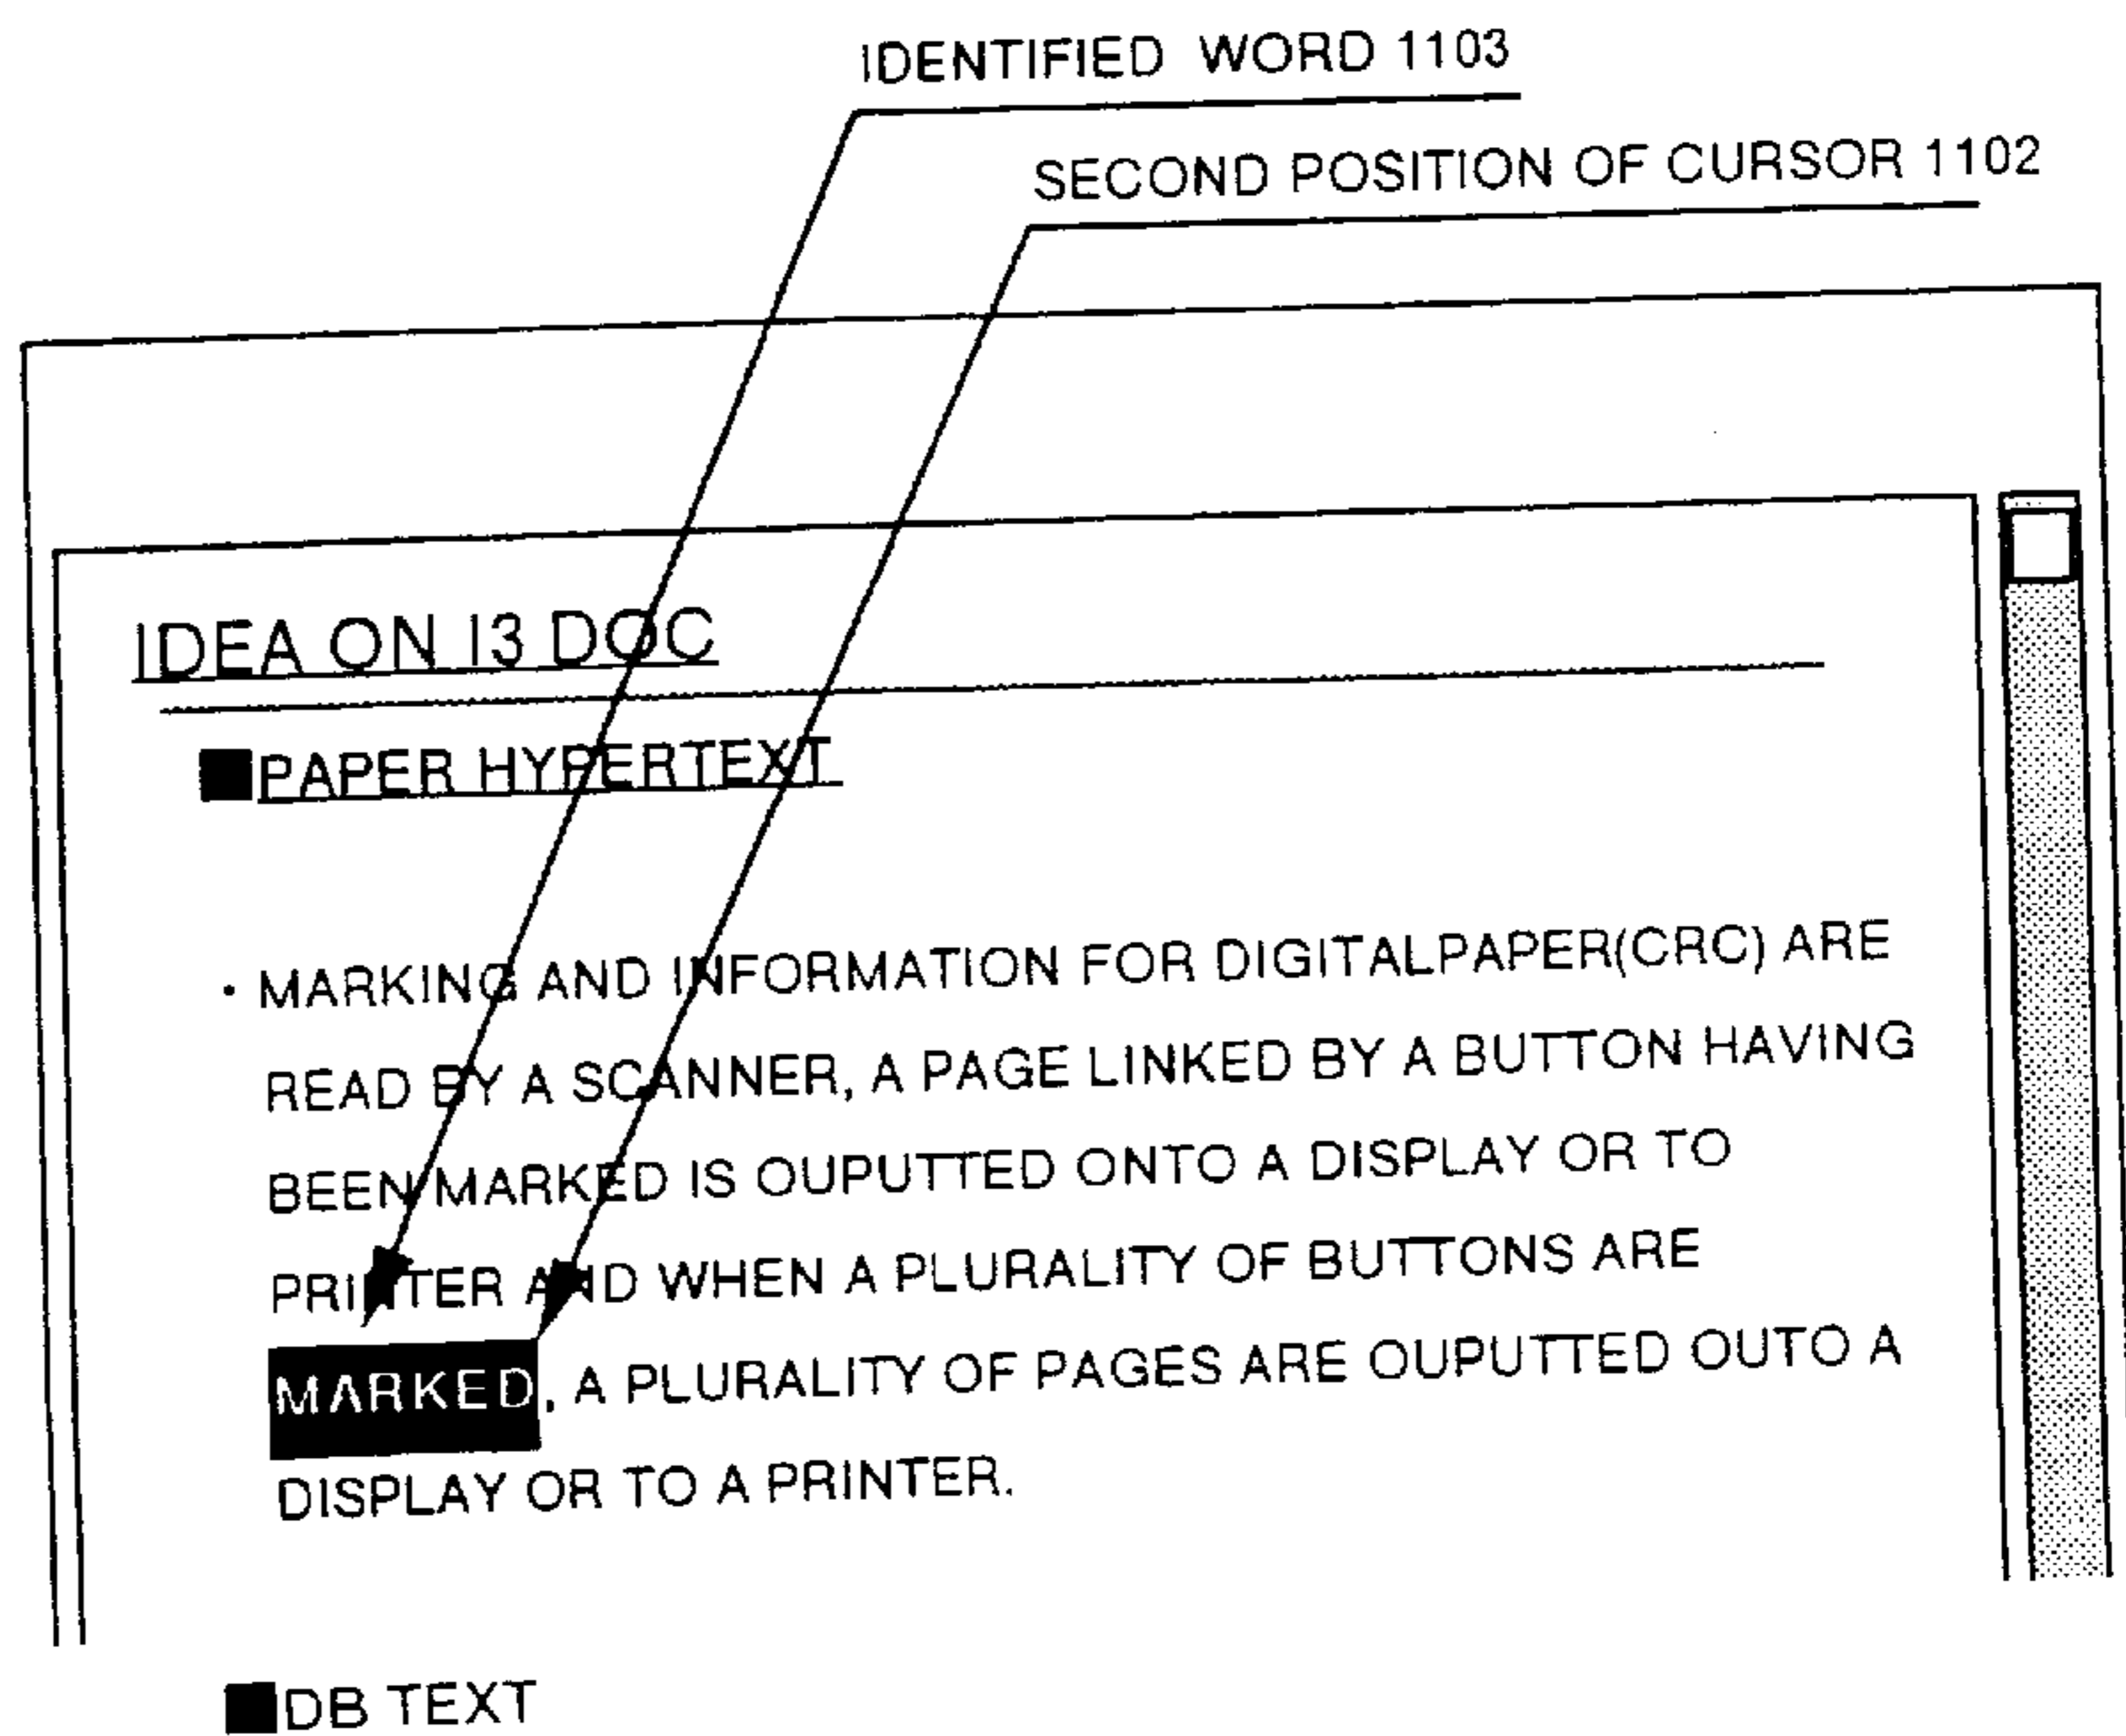 IDENTIFIED WORD 1103
SECOND POSITION OF CURSOR 1102
IDEA ON I3 DOC
■PAPER HYPERTEXT
・MARKING AND INFORMATION FOR DIGITALPAPER(CRC) ARE
READ BY A SCANNER, A PAGE LINKED BY A BUTTON HAVING
BEEN MARKED IS OUPUTTED ONTO A DISPLAY OR TO
PRINTER AND WHEN A PLURALITY OF BUTTONS ARE
MARKED, A PLURALITY OF PAGES ARE OUPUTTED OUTO A
DISPLAY OR TO A PRINTER.
■DB TEXT